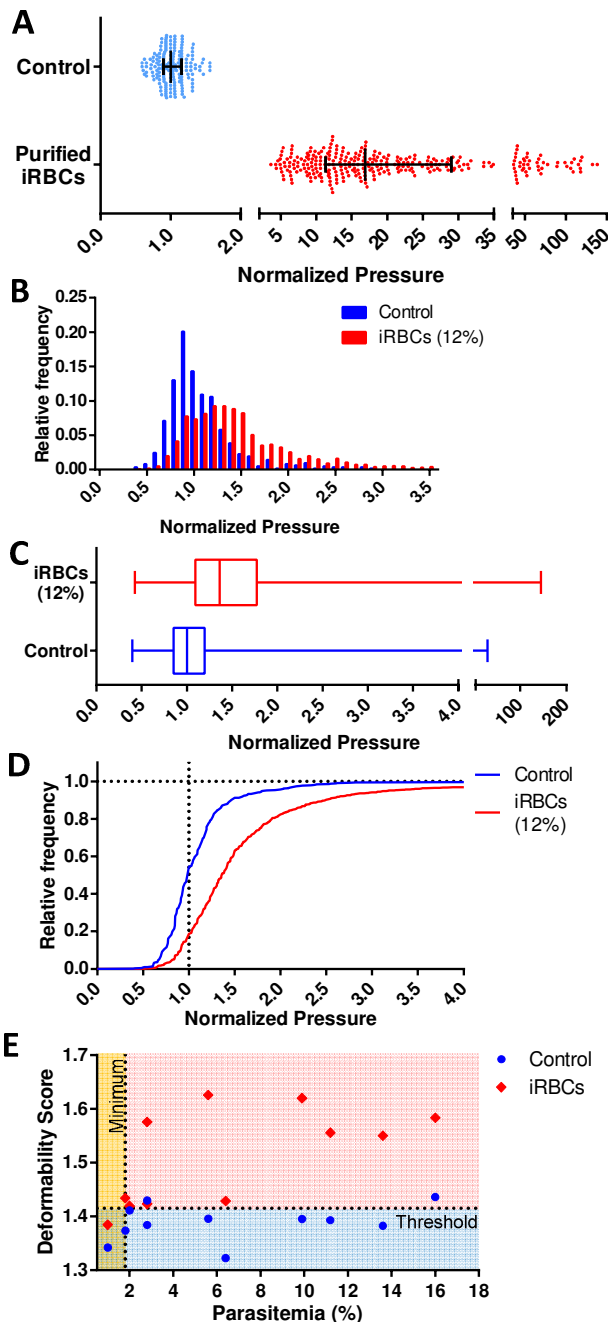 A
Control
Purified
iRBCs
0.0 1.0 2.0 5 10 15 20 25 30 35 50 100 150
Normalized Pressure
B
Control
iRBCs (12%)
Relative frequency
0.25
0.20
0.15
0.10
0.05
0.00
0.0 0.5 1.0 1.5 2.0 2.5 3.0 3.5
Normalized Pressure
C
iRBCs
(12%)
Control
0.0 0.5 1.0 1.5 2.0 2.5 3.0 3.5 4.0 100 200
Normalized Pressure
D
Control
iRBCs
(12%)
Relative frequency
1.0
0.8
0.6
0.4
0.2
0.0
0.0 0.5 1.0 1.5 2.0 2.5 3.0 3.5 4.0
Normalized Pressure
E
Control
iRBCs
Deformability Score
1.7
1.6
1.5
1.4
1.3
Minimum
Threshold
2 4 6 8 10 12 14 16 18
Parasitemia (%)